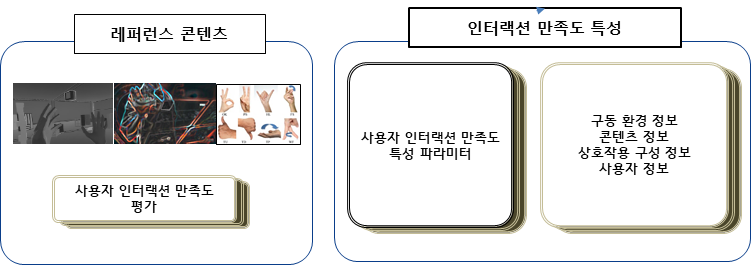 레퍼런스 콘텐츠
사용자 인터랙션 만족도
평가
인터랙션 만족도 특성
사용자 인터랙션 만족도
특성 파라미터
구동 환경 정보
콘텐츠 정보
상호작용 구성 정보
사용자 정보